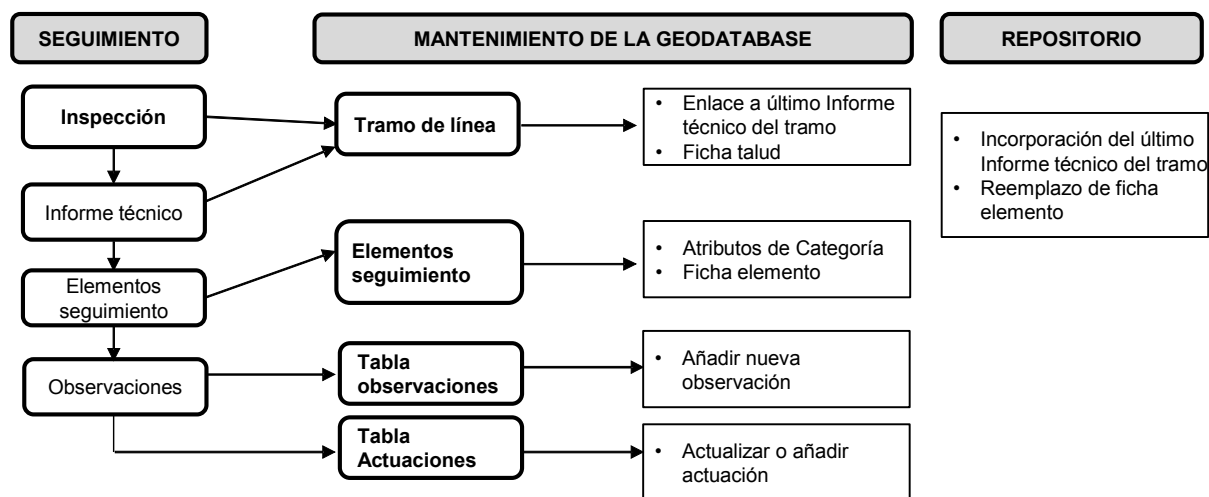 SEGUIMIENTO
MANTENIMIENTO DE LA GEODATABASE
REPOSITORIO
Inspección
Informe técnico
Elementos
seguimiento
Observaciones
Tramo de línea
Elementos
seguimiento
Tabla
observaciones
Tabla
Actuaciones
• Enlace a último Informe
técnico del tramo
• Ficha talud
• Atributos de Categoría
• Ficha elemento
• Añadir nueva
observación
• Actualizar o añadir
actuación
• Incorporación del último
Informe técnico del tramo
• Reemplazo de ficha
elemento